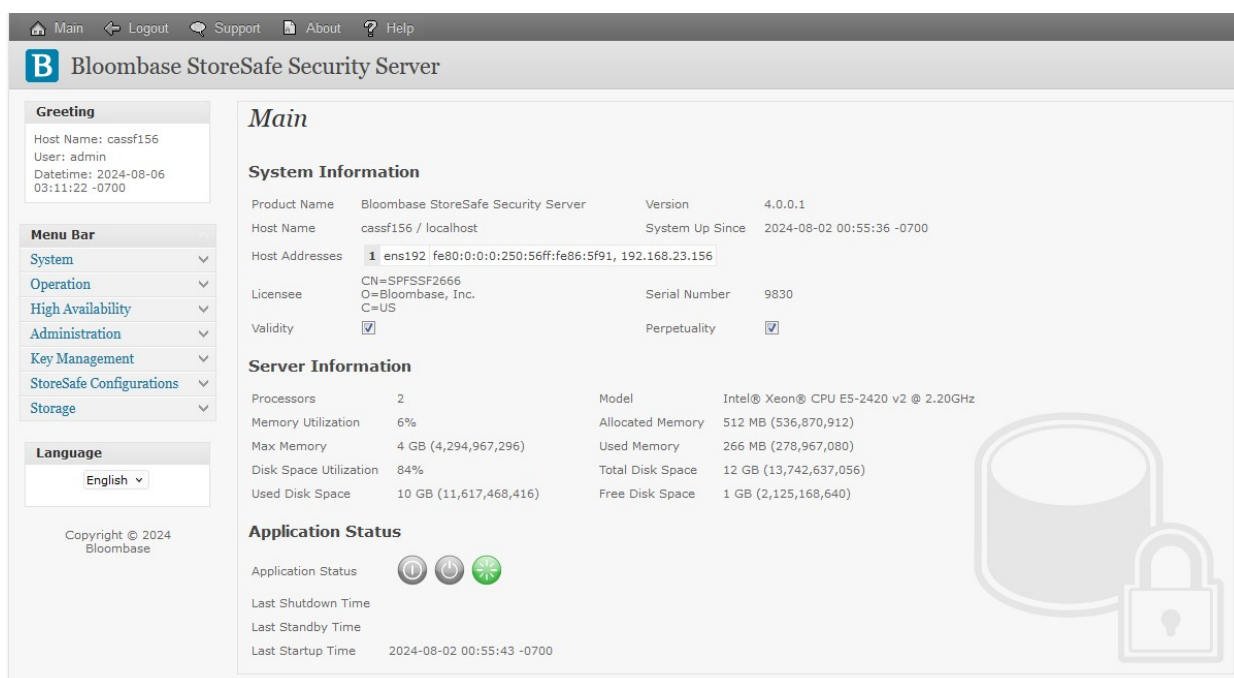 Main Logout Support About Help
B Bloombase StoreSafe Security Server
Greeting
Host Name: cassf156
User: admin
Datetime: 2024-08-06
03:11:22 -0700
Menu Bar
System
Operation
High Availability
Administration
Key Management
StoreSafe Configurations
Storage
Language
English
Copyright © 2024
Bloombase
Main
System Information
Product Name Bloombase StoreSafe Security Server Version 4.0.0.1
Host Name cassf156 / localhost System Up Since 2024-08-02 00:55:36 -0700
Host Addresses 1 ens192 fe80:0:0:0:250:56ff:fe86:5f91, 192.168.23.156
CN=SPFSSF2666
Licensee O=Bloombase, Inc. Serial Number 9830
C=US
Validity Perpetuality
Server Information
Processors 2 Model Intel® Xeon® CPU E5-2420 v2 @ 2.20GHz
Memory Utilization 6% Allocated Memory 512 MB (536,870,912)
Max Memory 4 GB (4,294,967,296) Used Memory 266 MB (278,967,080)
Disk Space Utilization 84% Total Disk Space 12 GB (13,742,637,056)
Used Disk Space 10 GB (11,617,468,416) Free Disk Space 1 GB (2,125,168,640)
Application Status
Application Status
Last Shutdown Time
Last Standby Time
Last Startup Time 2024-08-02 00:55:43 -0700